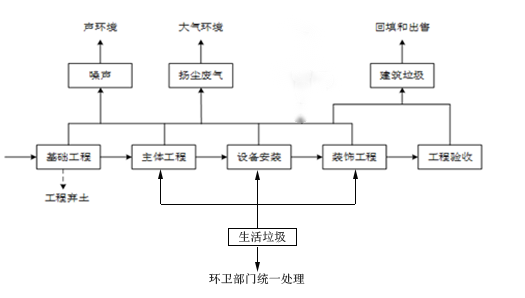 声环境 大气环境 回填和出售
噪声 扬尘废气 建筑垃圾
基础工程 主体工程 设备安装 装饰工程 工程验收
工程弃土
生活垃圾
环卫部门统一处理